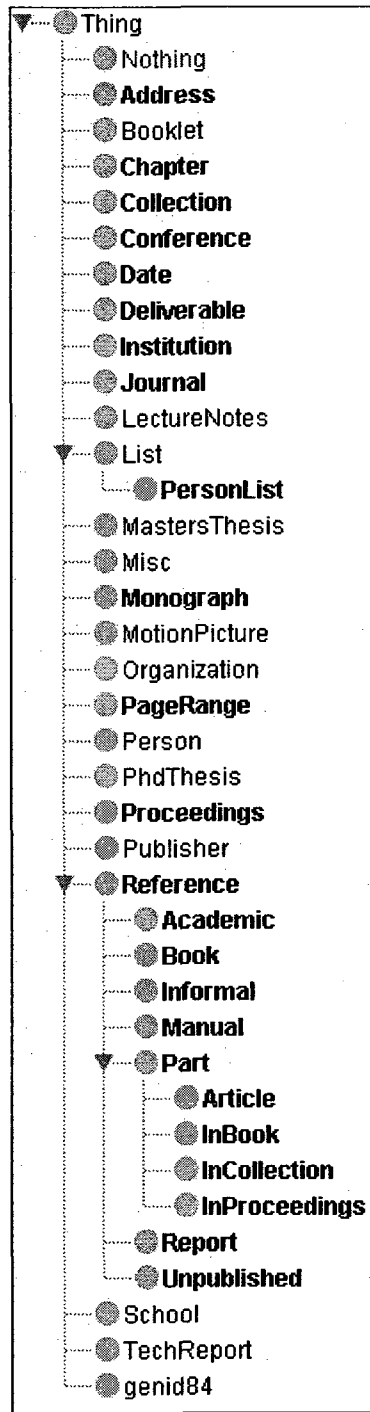 Thing
Nothing
Address
Booklet
Chapter
Collection
Conference
Date
Deliverable
Institution
Journal
LectureNotes
List
PersonList
MastersThesis
Misc
Monograph
MotionPicture
Organization
PageRange
Person
PhdThesis
Proceedings
Publisher
Reference
Academic
Book
Informal
Manual
Part
Article
InBook
InCollection
InProceedings
Report
Unpublished
School
TechReport
genid84